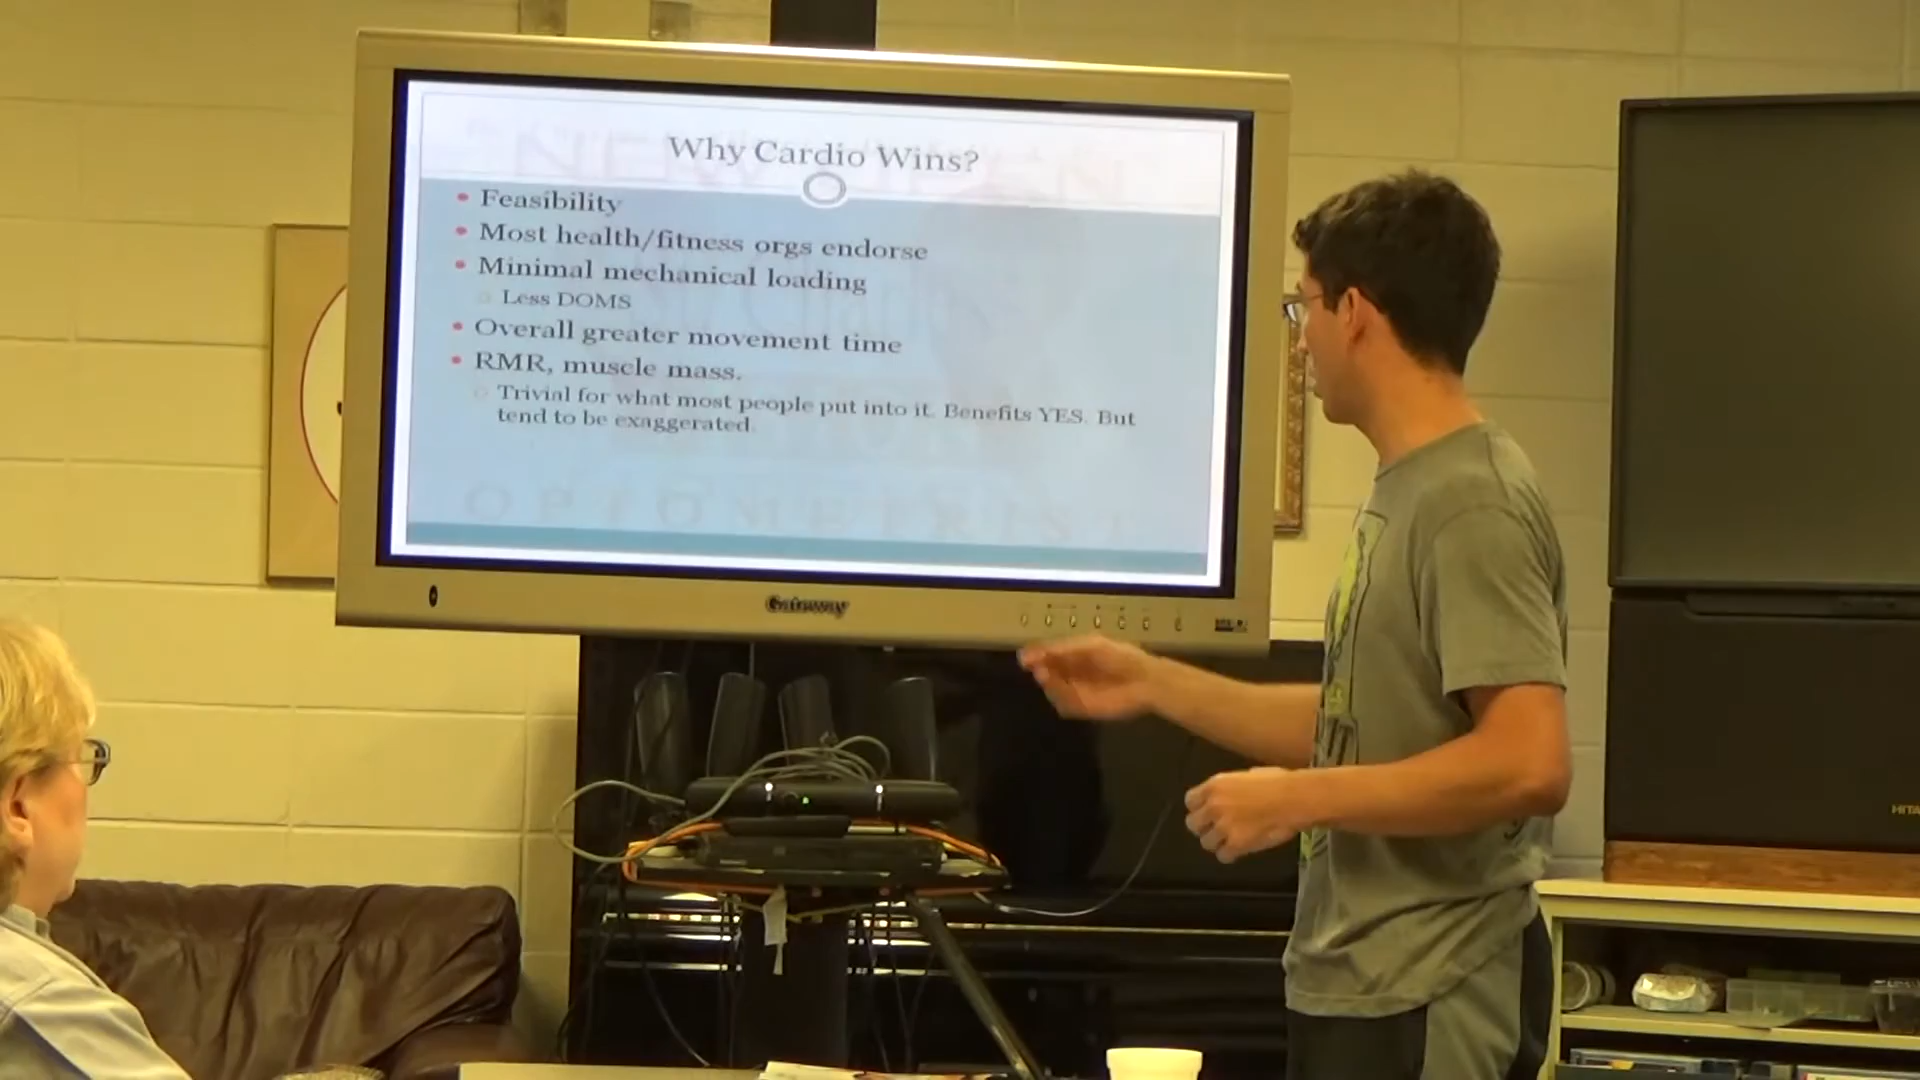 Why Cardio Wins?
Feasibility
Most health/fitness orgs endorse
Minimal mechanical loading
Less DOMS
Overall greater movement time
RMR, muscle mass.
Trivial for what most people put into it. Benefits YES. But
tend to be exaggerated.
OPTOMETRIST
Gateway